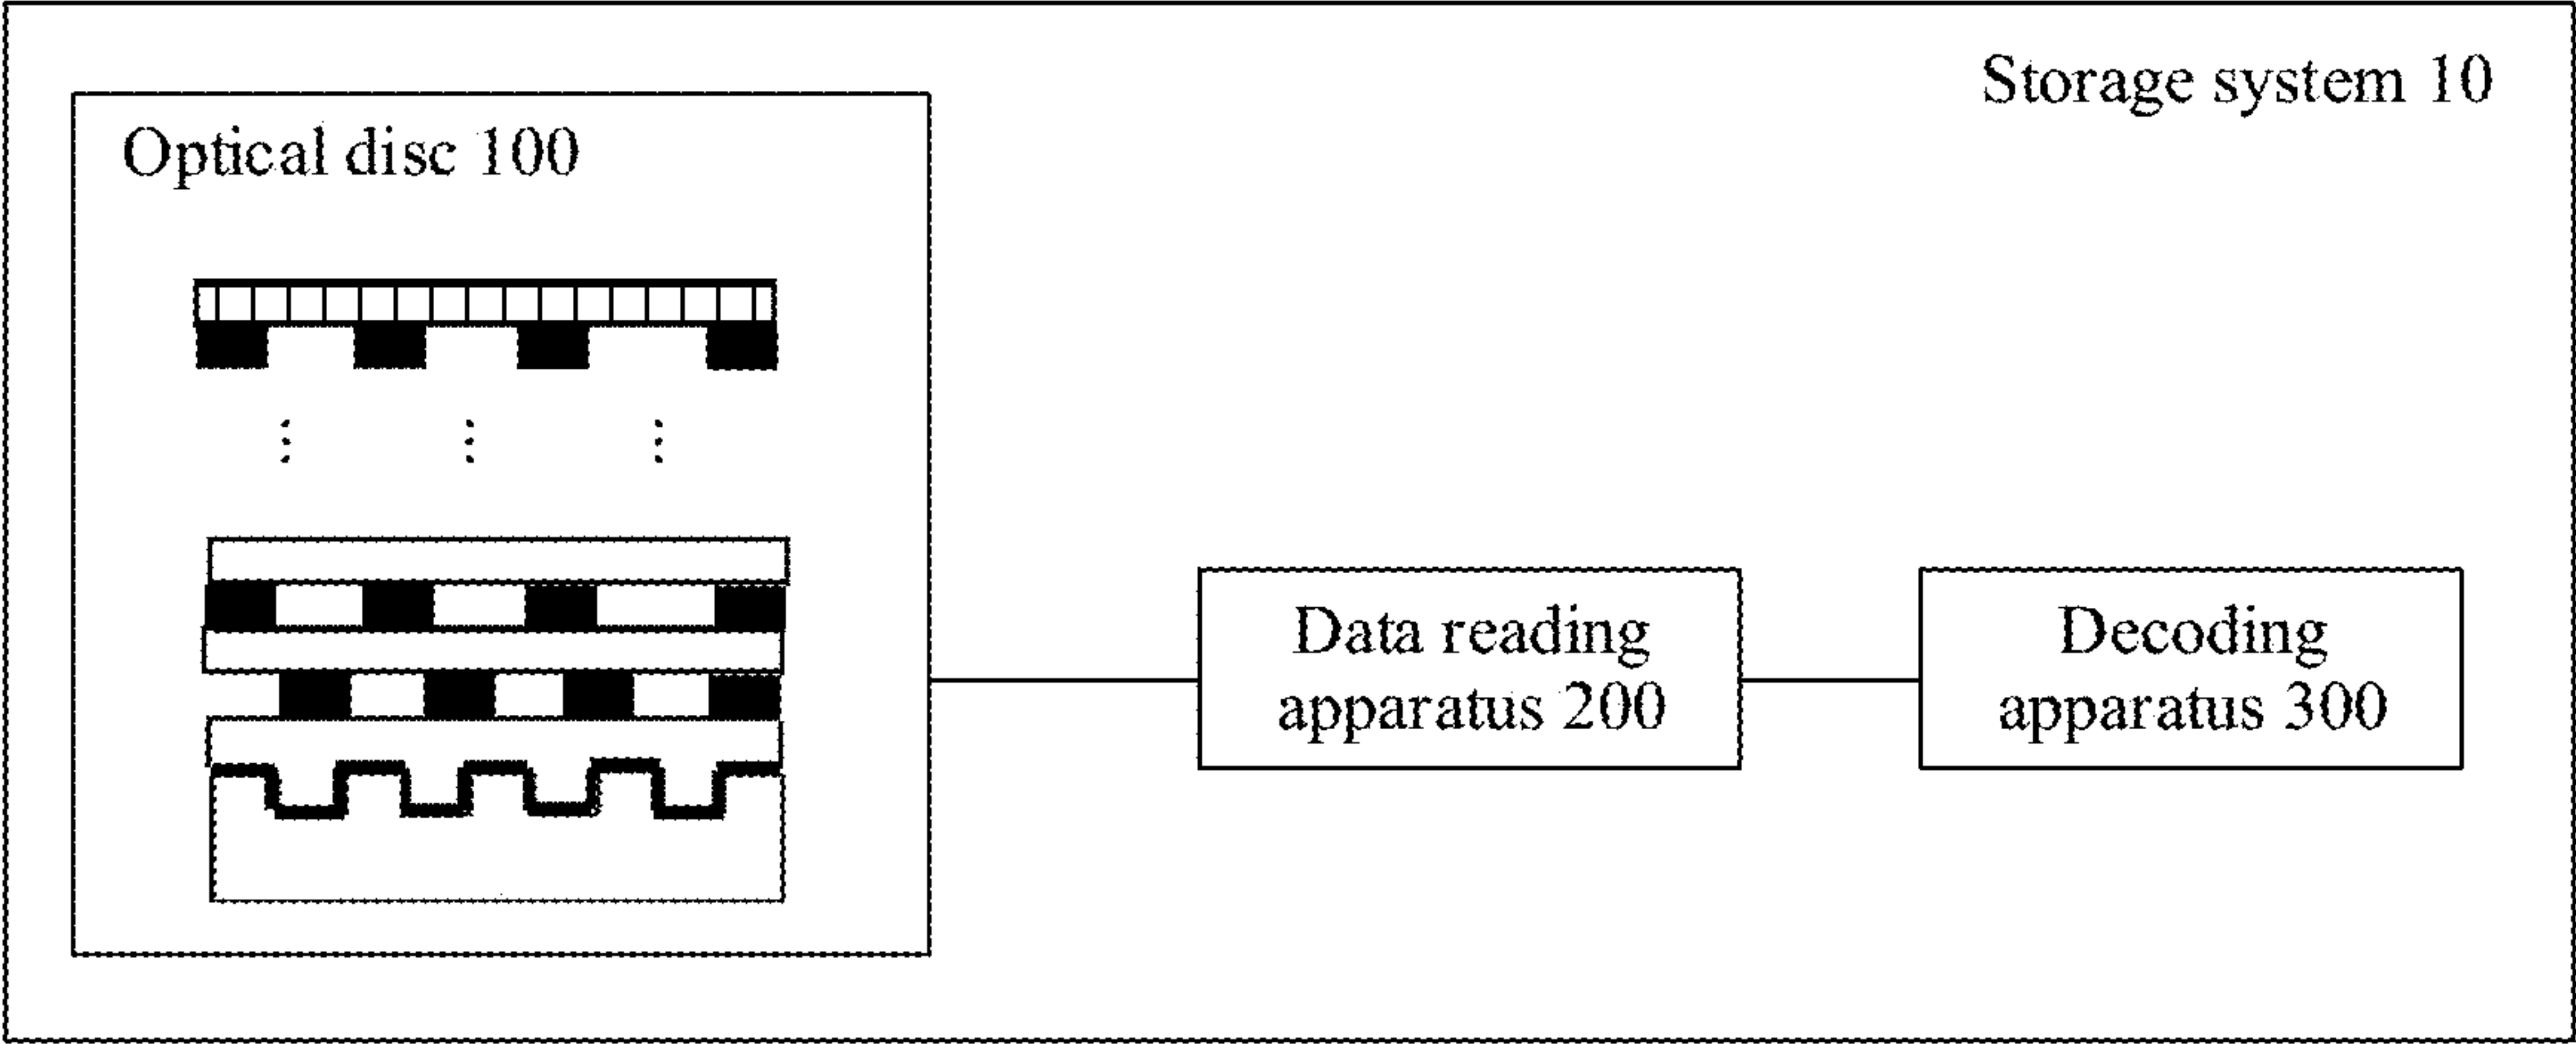 Storage system 10
Optical disc 100
Data reading
apparatus 200
Decoding
apparatus 300